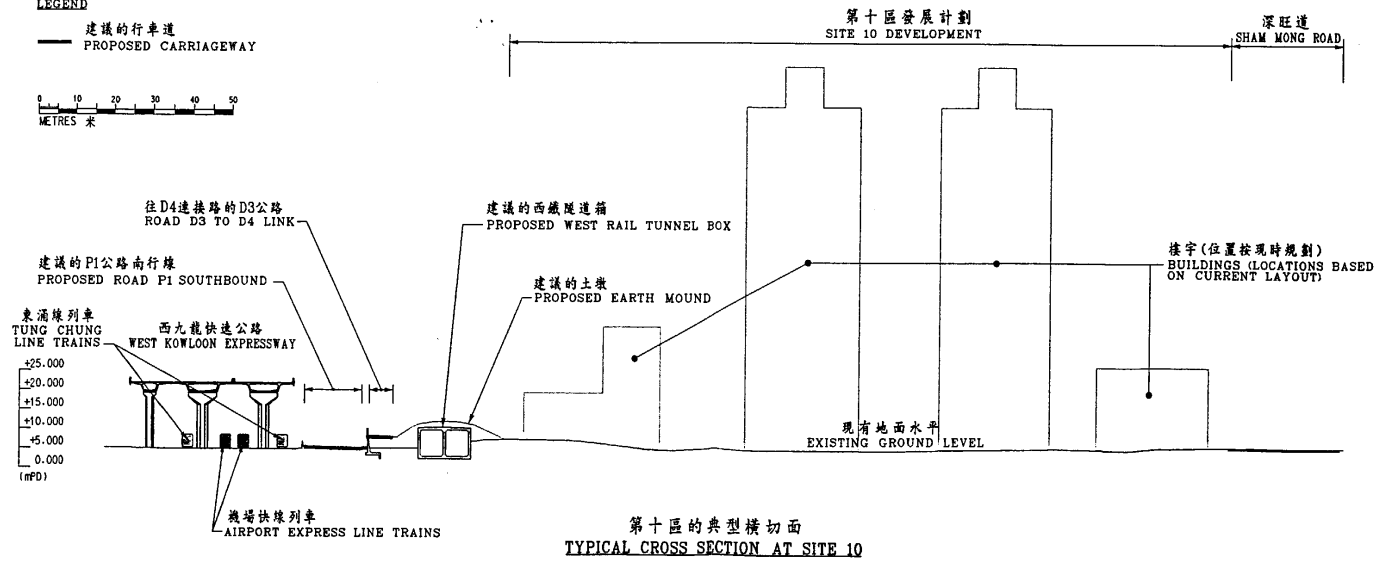 LEGEND
建議的行車道
PROPOSED CARRIAGEWAY
0 10 20 30 40 50
METRES 米
第十區發展計劃
SITE 10 DEVELOPMENT
深旺道
SHAM MONG ROAD
往D4連接路的D3公路
ROAD D3 TO D4 LINK
建議的西鐵隧道箱
PROPOSED WEST RAIL TUNNEL BOX
建議的P1公路南行線
PROPOSED ROAD P1 SOUTHBOUND
建議的土墩
PROPOSED EARTH MOUND
樓宇(位置按現時規劃)
BUILDINGS (LOCATIONS BASED
ON CURRENT LAYOUT)
東涌線列車
TUNG CHUNG
LINE TRAINS
西九龍快速公路
WEST KOWLOON EXPRESSWAY
+25.000
+20.000
+15.000
+10.000
+5.000
0.000
(mPD)
現有地面水平
EXISTING GROUND LEVEL
機場快線列車
AIRPORT EXPRESS LINE TRAINS
第十區的典型橫切面
TYPICAL CROSS SECTION AT SITE 10